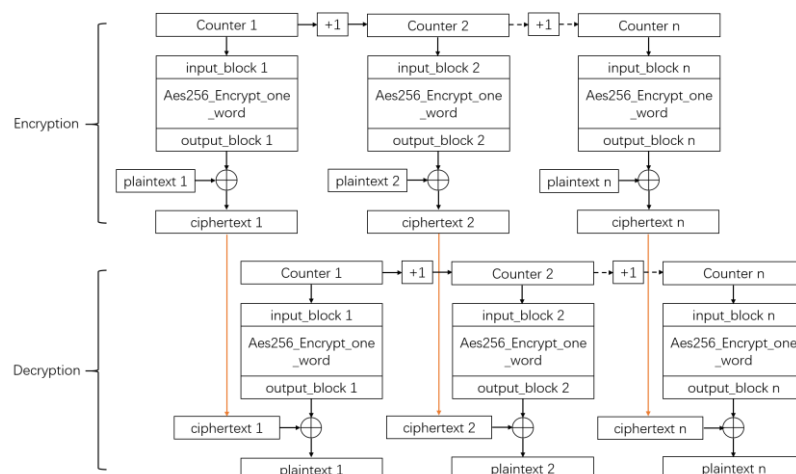 Counter 1 +1 Counter 2 +1 Counter n
input_block 1 input_block 2 input_block n
Aes256_Encrypt_one Aes256_Encrypt_one Aes256_Encrypt_one
_word _word _word
Encryption
output_block 1 output_block 2 output_block n
plaintext 1 plaintext 2 plaintext n
ciphertext 1 ciphertext 2 ciphertext n
Counter 1 +1 Counter 2 +1 Counter n
input_block 1 input_block 2 input_block n
Aes256_Encrypt_one Aes256_Encrypt_one Aes256_Encrypt_one
_word _word _word
Decryption
output_block 1 output_block 2 output_block n
ciphertext 1 ciphertext 2 ciphertext n
plaintext 1 plaintext 2 plaintext n